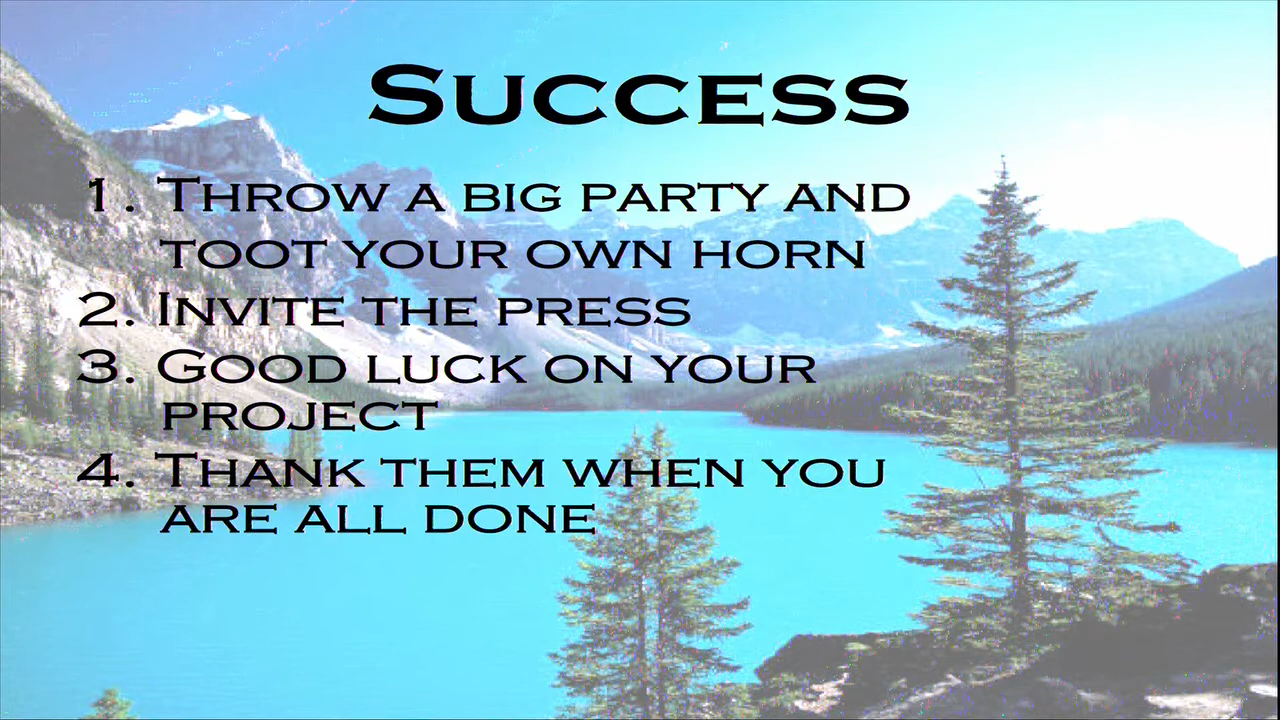 Success
1. Throw a big party and
toot your own horn
2. Invite the press
3. Good luck on your
project
4. Thank them when you
are all done